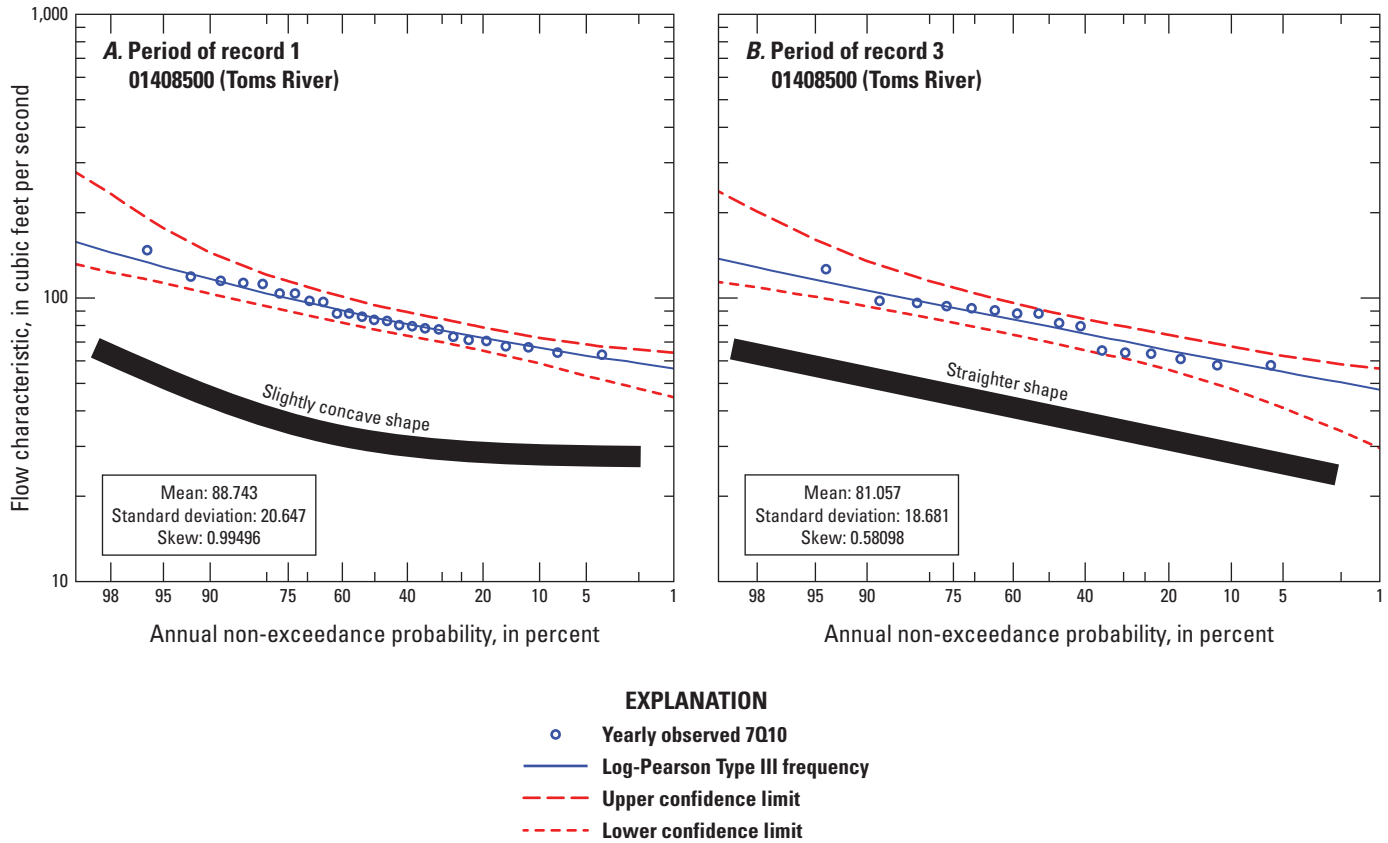 A. Period of record 1
01408500 (Toms River)
B. Period of record 3
01408500 (Toms River)
Flow characteristic, in cubic feet per second
1,000
100
10
Slightly concave shape
Mean: 88.743
Standard deviation: 20.647
Skew: 0.99496
98 95 90 75 60 40 20 10 5 1
Annual non-exceedance probability, in percent
Straighter shape
Mean: 81.057
Standard deviation: 18.681
Skew: 0.58098
98 95 90 75 60 40 20 10 5 1
Annual non-exceedance probability, in percent
EXPLANATION
Yearly observed 7Q10
Log-Pearson Type III frequency
Upper confidence limit
Lower confidence limit